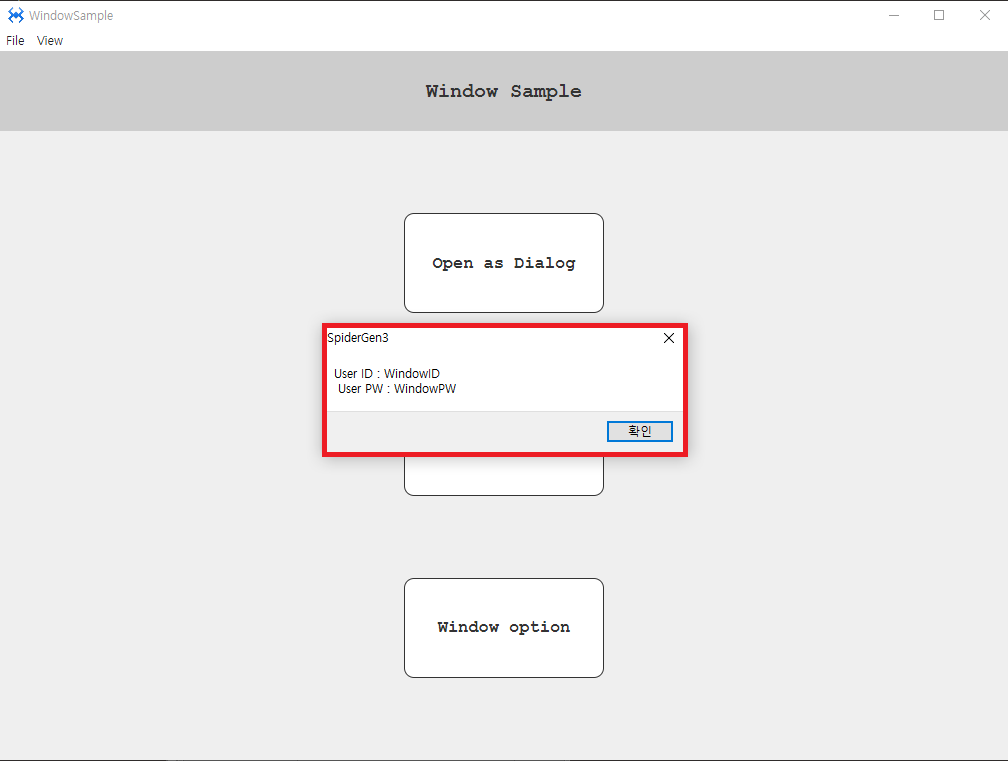 WindowSample
File View
Window Sample
Open as Dialog
SpiderGen3
User ID : WindowID
User PW : WindowPW
확인
Window option